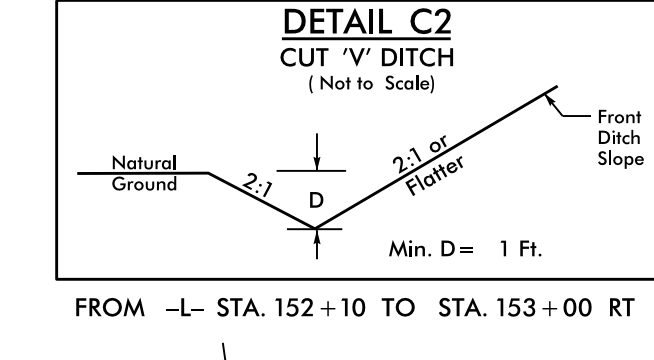 DETAIL C2
CUT 'V' DITCH
( Not to Scale)
Natural
Ground
2:1
D
2:1 or
Flatter
Front
Ditch
Slope
Min. D = 1 Ft.
FROM -L- STA. 152+10 TO STA. 153+00 RT